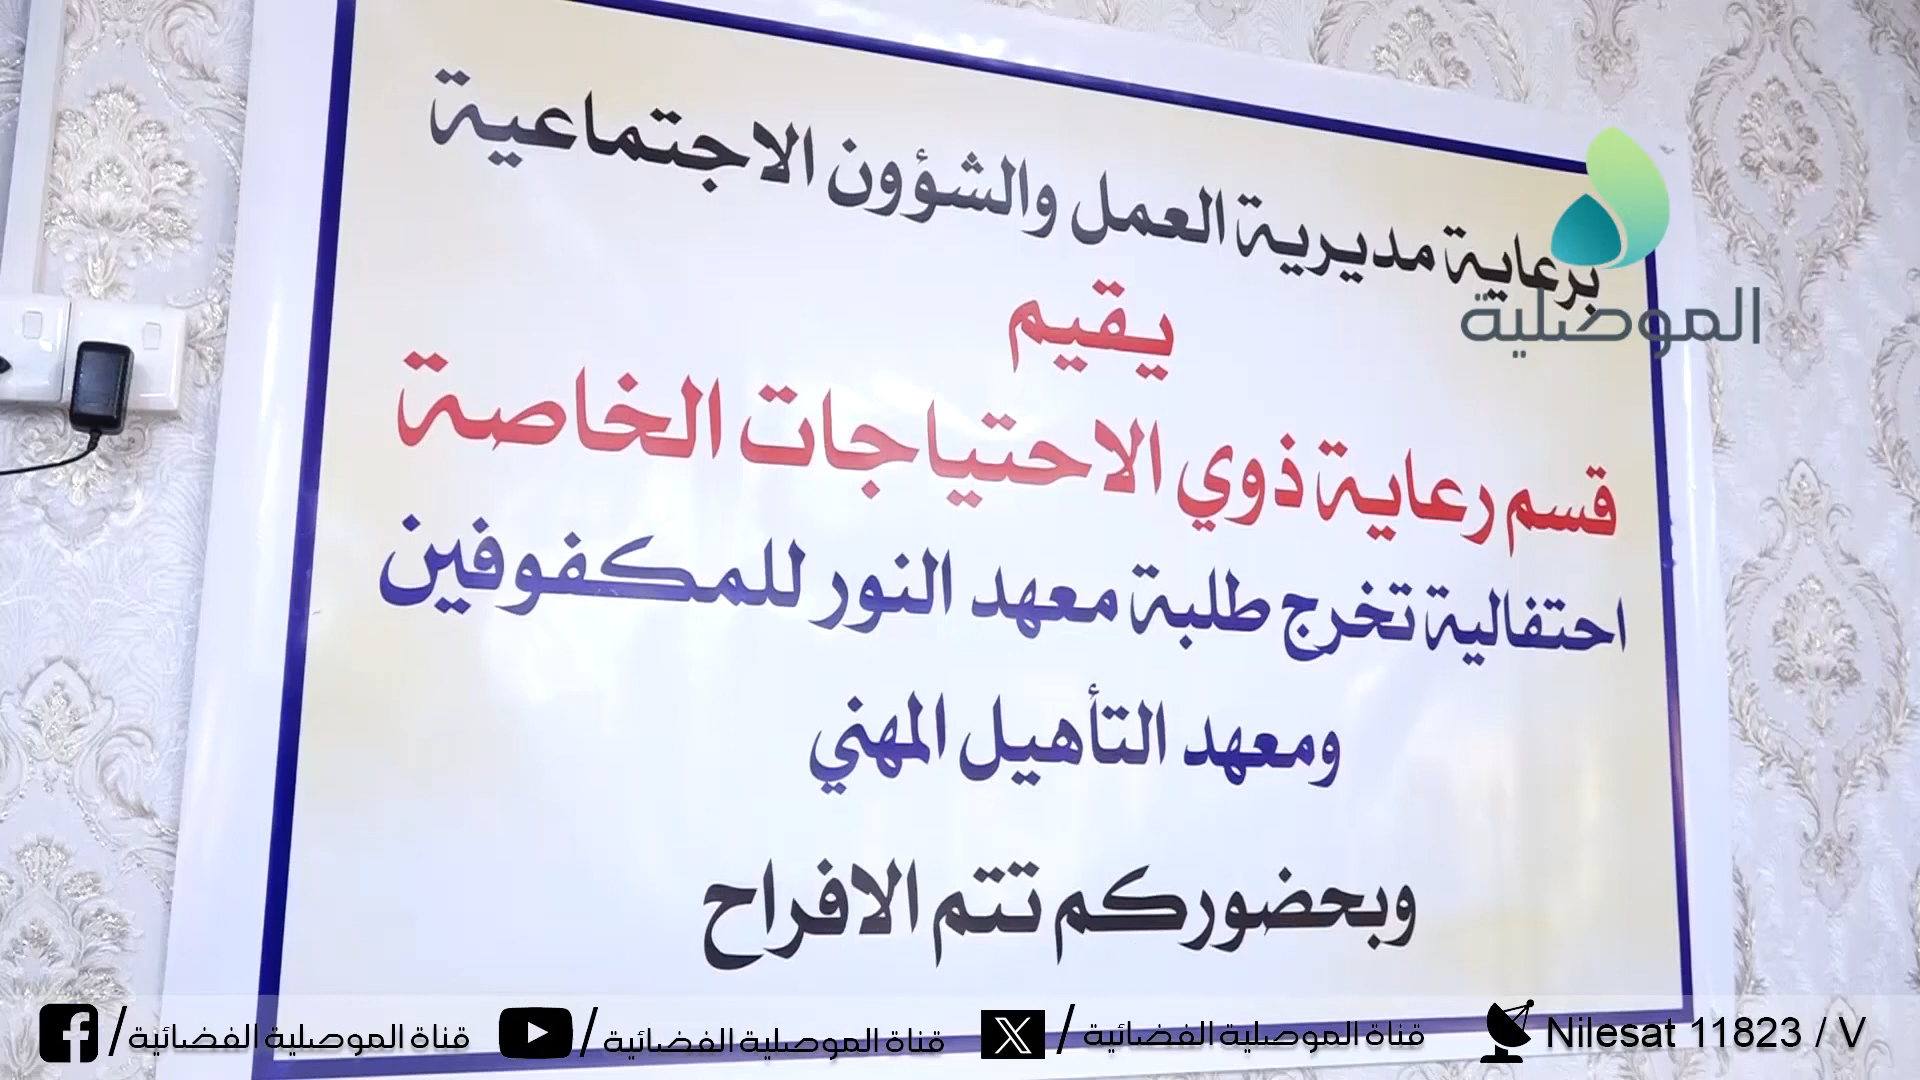 برعاية مديرية العمل والشؤون الاجتماعية
الموصلية
يقيم
قسم رعاية ذوي الاحتياجات الخاصة
احتفالية تخرج طلبة معهد النور للمكفوفين
ومعهد التأهيل المهني
وبحضوركم تتم الافراح
/قناة الموصلية الفضائية /قناة الموصلية الفضائية /قناة الموصلية الفضائية Nilesat 11823 / V